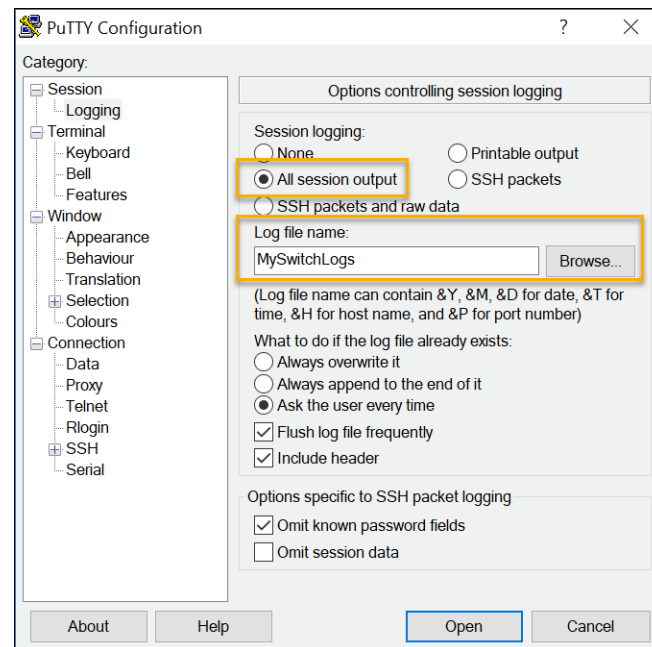 PuTTY Configuration
?
Category:
Session
Logging
Terminal
Keyboard
Bell
Features
Window
Appearance
Behaviour
Translation
Selection
Colours
Connection
Data
Proxy
Telnet
Rlogin
SSH
Serial
Options controlling session logging
Session logging:
None Printable output
All session output SSH packets
SSH packets and raw data
Log file name:
MySwitchLogs Browse...
(Log file name can contain &Y, &M, &D for date, &T for
time, &H for host name, and &P for port number)
What to do if the log file already exists:
Always overwrite it
Always append to the end of it
Ask the user every time
Flush log file frequently
Include header
Options specific to SSH packet logging
Omit known password fields
Omit session data
About Help Open Cancel